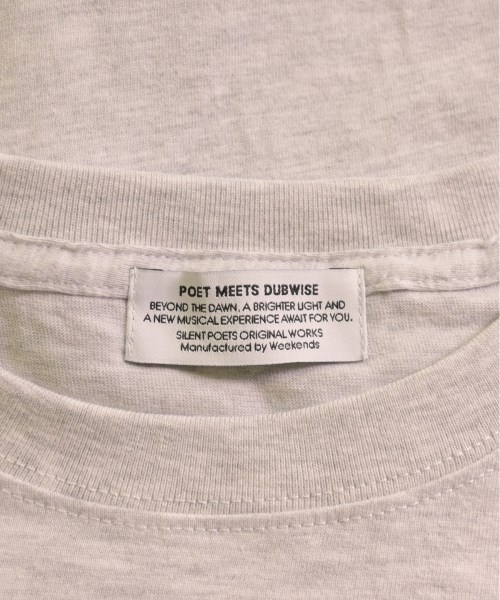 POET MEETS DUBWISE
BEYOND THE DAWN, A BRIGHTER LIGHT AND
A NEW MUSICAL EXPERIENCE AWAIT FOR YOU.
SILENT POETS ORIGINAL WORKS
Manufactured by Weekends